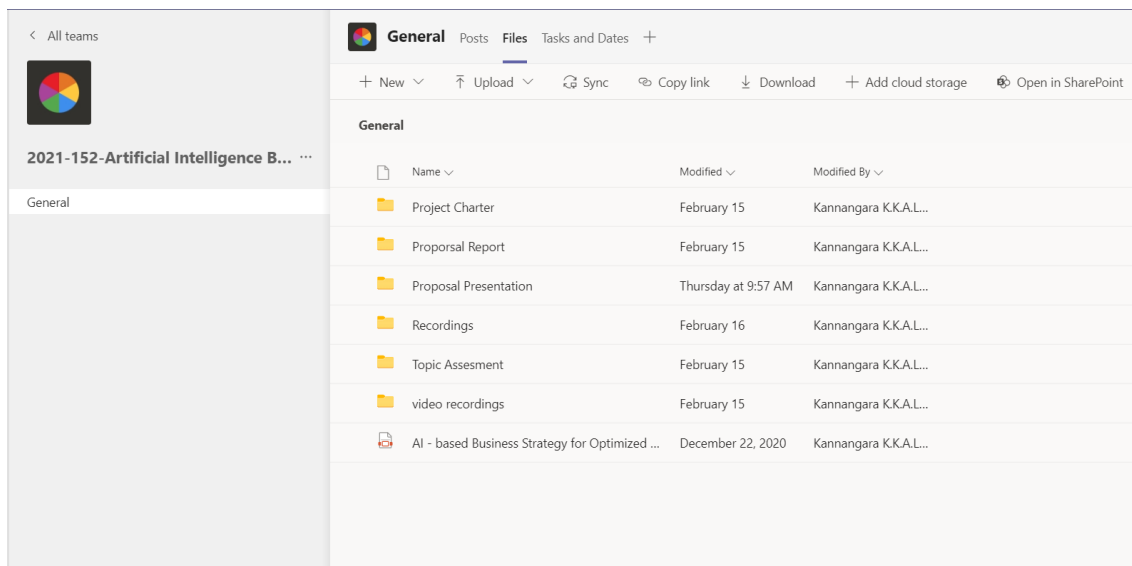 All teams
2021-152-Artificial Intelligence B... ...
General
General Posts Files Tasks and Dates
New Upload Sync Copy link Download Add cloud storage Open in SharePoint
General
Name Modified Modified By
Project Charter February 15 Kannangara K.K.A.L...
Proporsal Report February 15 Kannangara K.K.A.L...
Proposal Presentation Thursday at 9:57 AM Kannangara K.K.A.L...
Recordings February 16 Kannangara K.K.A.L...
Topic Assesment February 15 Kannangara K.K.A.L...
video recordings February 15 Kannangara K.K.A.L...
AI - based Business Strategy for Optimized ... December 22, 2020 Kannangara K.K.A.L...